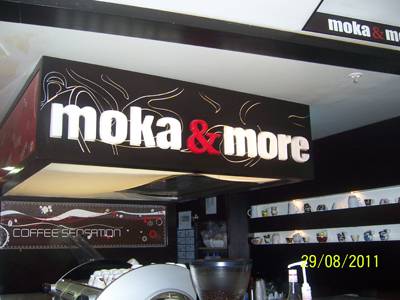 moka & mo
moka&more
COFFEE SENSATION
29/08/2011